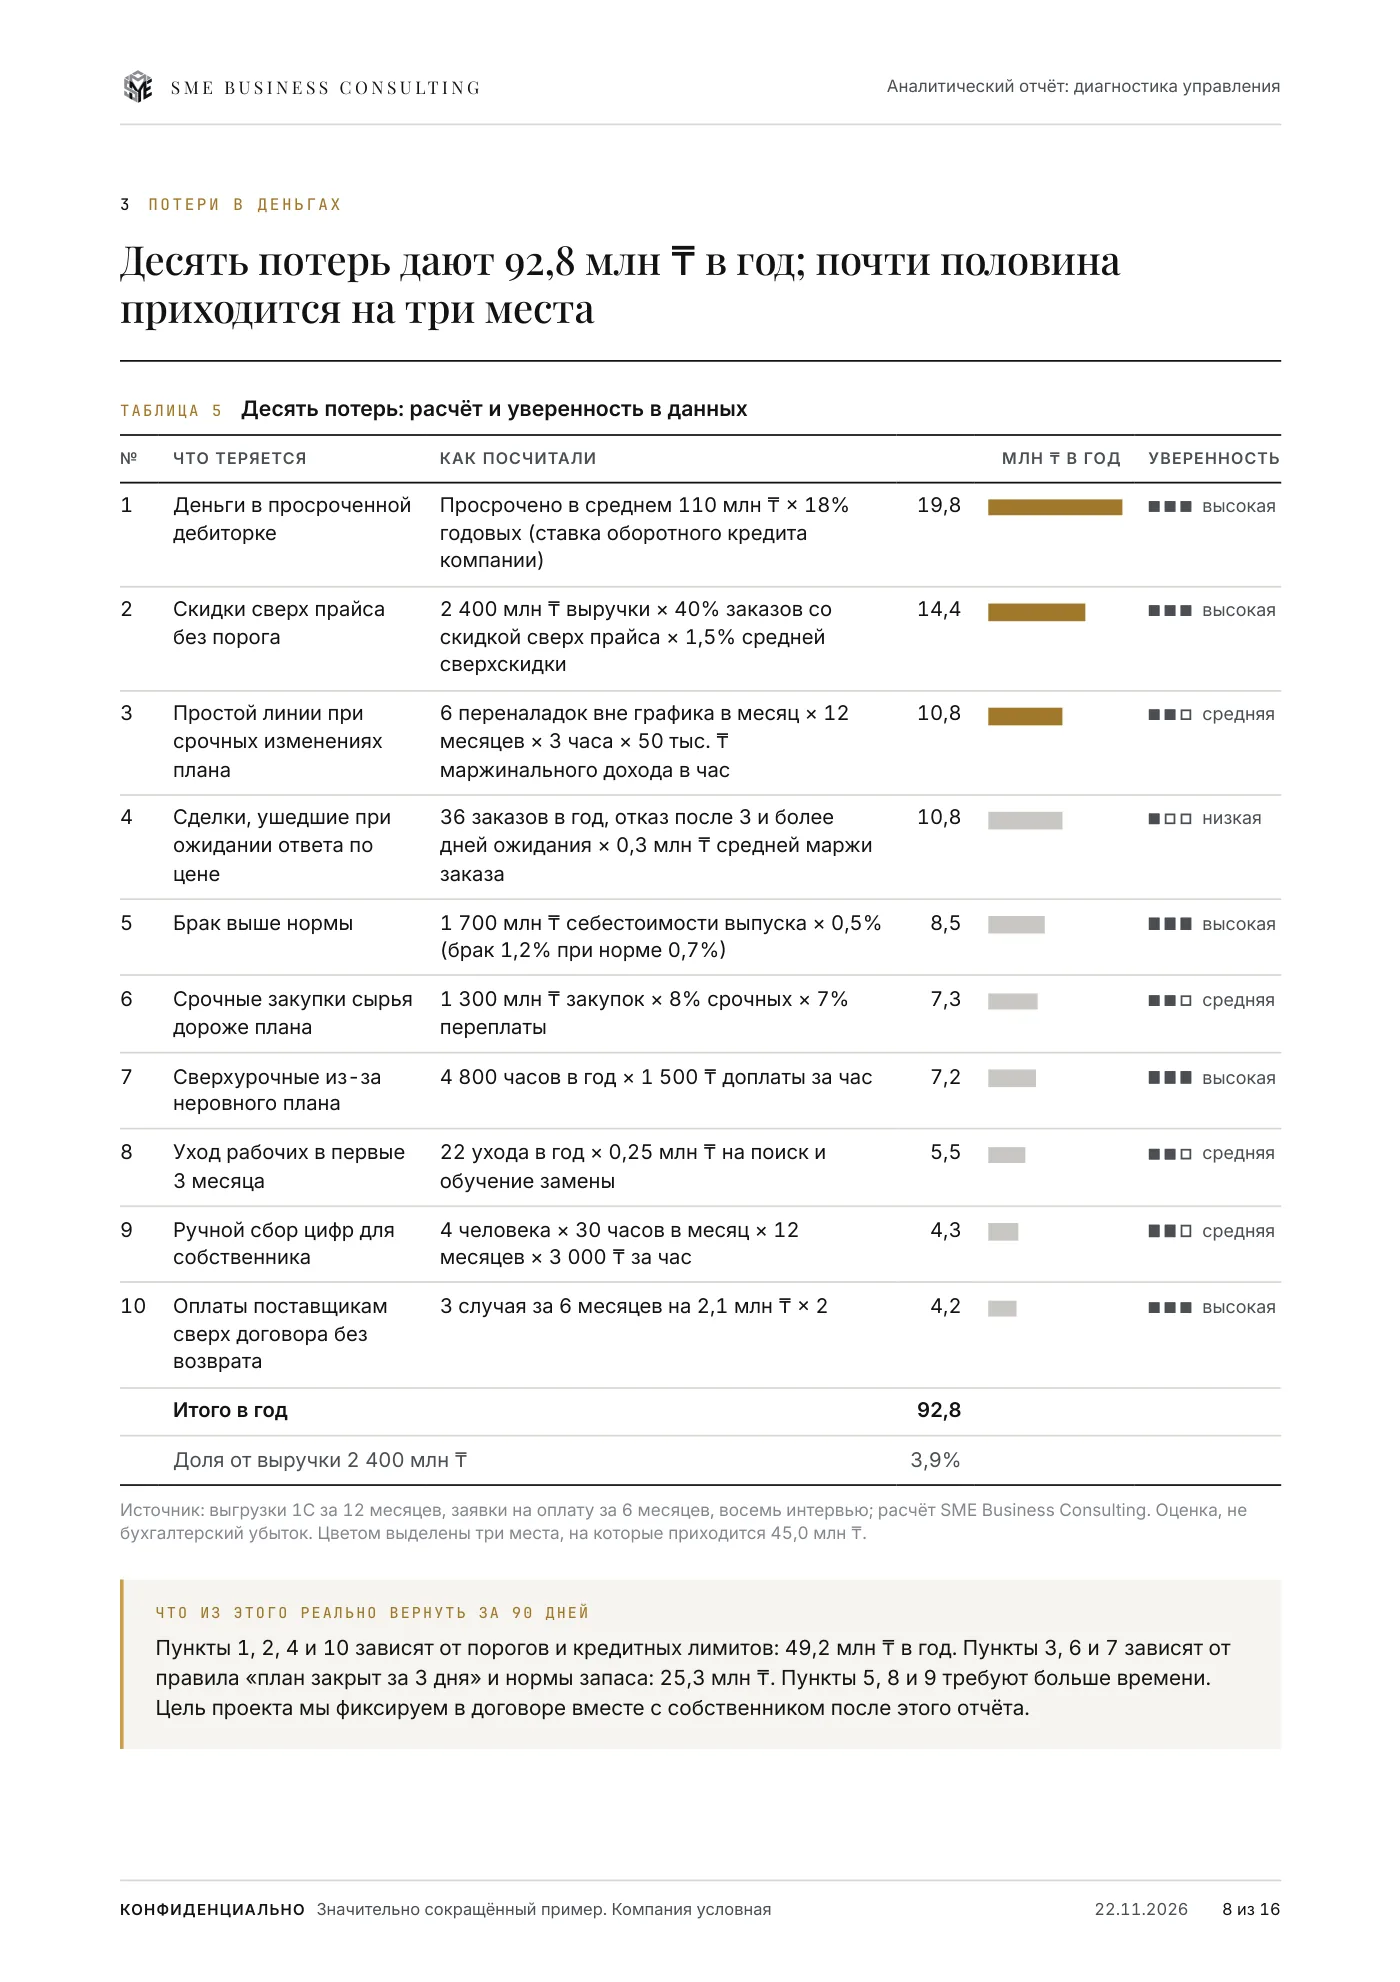 SME BUSINESS CONSULTING
Аналитический отчёт: диагностика управления
3 ПОТЕРИ В ДЕНЬГАХ
Десять потерь дают 92,8 млн ₸ в год; почти половина
приходится на три места
ТАБЛИЦА 5 Десять потерь: расчёт и уверенность в данных
№ ЧТО ТЕРЯЕТСЯ КАК ПОСЧИТАЛИ МЛН ₸ В ГОД УВЕРЕННОСТЬ
1 Деньги в просроченной Просрочено в среднем 110 млн ₸ × 18% 19,8 высокая
дебиторке годовых (ставка оборотного кредита
компании)
2 Скидки сверх прайса 2 400 млн ₸ выручки × 40% заказов со 14,4 высокая
без порога скидкой сверх прайса × 1,5% средней
сверхскидки
3 Простой линии при 6 переналадок вне графика в месяц × 12 10,8 средняя
срочных изменениях месяцев × 3 часа × 50 тыс. ₸
плана маржинального дохода в час
4 Сделки, ушедшие при 36 заказов в год, отказ после 3 и более 10,8 низкая
ожидании ответа по дней ожидания × 0,3 млн ₸ средней маржи
цене заказа
5 Брак выше нормы 1 700 млн ₸ себестоимости выпуска × 0,5% 8,5 высокая
(брак 1,2% при норме 0,7%)
6 Срочные закупки сырья 1 300 млн ₸ закупок × 8% срочных × 7% 7,3 средняя
дороже плана переплаты
7 Сверхурочные из-за 4 800 часов в год × 1 500 ₸ доплаты за час 7,2 высокая
неровного плана
8 Уход рабочих в первые 22 ухода в год × 0,25 млн ₸ на поиск и 5,5 средняя
3 месяца обучение замены
9 Ручной сбор цифр для 4 человека × 30 часов в месяц × 12 4,3 средняя
собственника месяцев × 3 000 ₸ за час
10 Оплаты поставщикам 3 случая за 6 месяцев на 2,1 млн ₸ × 2 4,2 высокая
сверх договора без
возврата
Итого в год 92,8
Доля от выручки 2 400 млн ₸ 3,9%
Источник: выгрузки 1С за 12 месяцев, заявки на оплату за 6 месяцев, восемь интервью; расчёт SME Business Consulting. Оценка, не
бухгалтерский убыток. Цветом выделены три места, на которые приходится 45,0 млн ₸.
ЧТО ИЗ ЭТОГО РЕАЛЬНО ВЕРНУТЬ ЗА 90 ДНЕЙ
Пункты 1, 2, 4 и 10 зависят от порогов и кредитных лимитов: 49,2 млн ₸ в год. Пункты 3, 6 и 7 зависят от
правила «план закрыт за 3 дня» и нормы запаса: 25,3 млн ₸. Пункты 5, 8 и 9 требуют больше времени.
Цель проекта мы фиксируем в договоре вместе с собственником после этого отчёта.
КОНФИДЕНЦИАЛЬНО Значительно сокращённый пример. Компания условная
22.11.2026 8 из 16